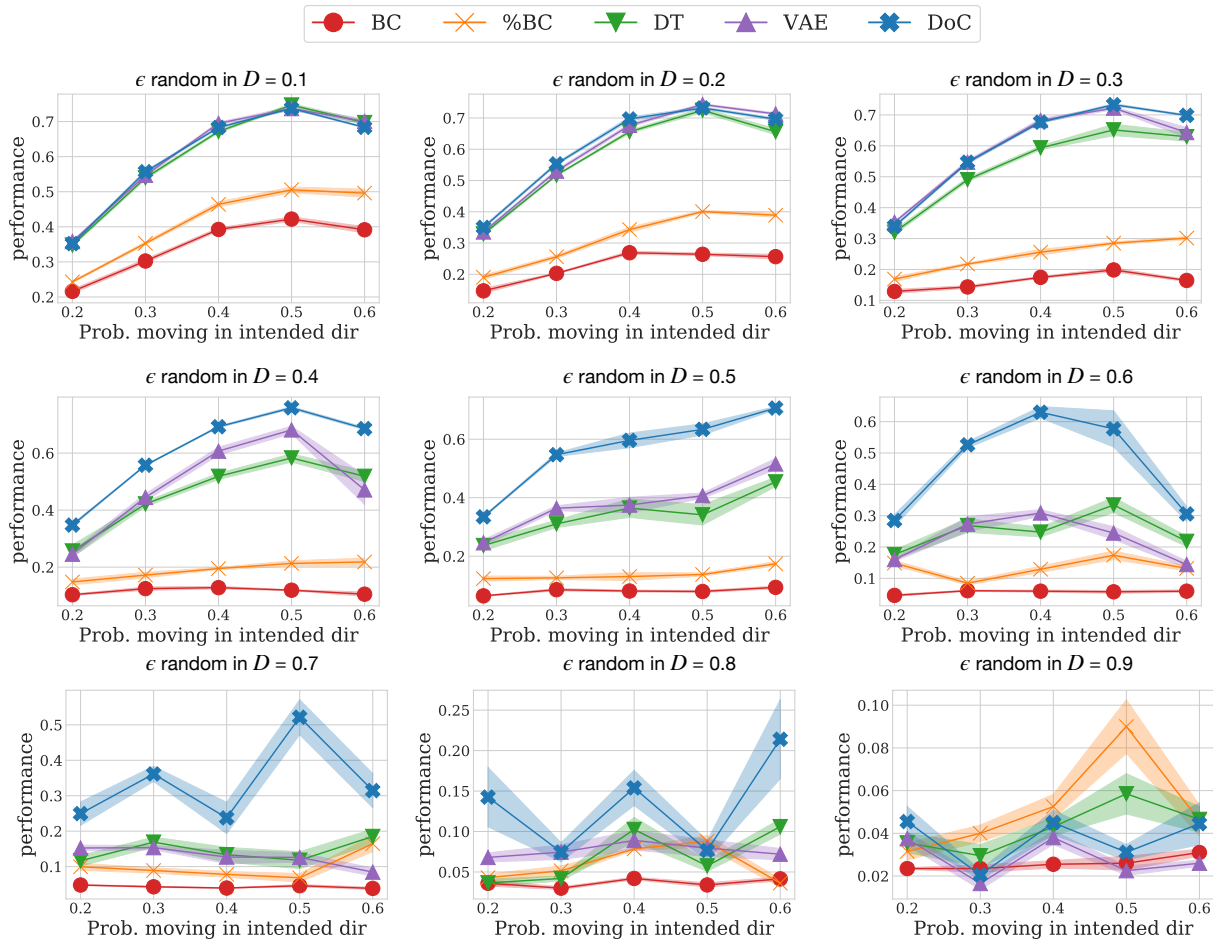 BC %BC DT VAE DoC
ϵ random in D = 0.1
performance
0.7
0.6
0.5
0.4
0.3
0.2
0.2 0.3 0.4 0.5 0.6
Prob. moving in intended dir
ϵ random in D = 0.2
performance
0.7
0.6
0.5
0.4
0.3
0.2
0.2 0.3 0.4 0.5 0.6
Prob. moving in intended dir
ϵ random in D = 0.3
performance
0.7
0.6
0.5
0.4
0.3
0.2
0.1
0.2 0.3 0.4 0.5 0.6
Prob. moving in intended dir
ϵ random in D = 0.4
performance
0.6
0.4
0.2
0.2 0.3 0.4 0.5 0.6
Prob. moving in intended dir
ϵ random in D = 0.5
performance
0.6
0.4
0.2
0.2 0.3 0.4 0.5 0.6
Prob. moving in intended dir
ϵ random in D = 0.6
performance
0.6
0.5
0.4
0.3
0.2
0.1
0.2 0.3 0.4 0.5 0.6
Prob. moving in intended dir
ϵ random in D = 0.7
performance
0.5
0.4
0.3
0.2
0.1
0.2 0.3 0.4 0.5 0.6
Prob. moving in intended dir
ϵ random in D = 0.8
performance
0.25
0.20
0.15
0.10
0.05
0.2 0.3 0.4 0.5 0.6
Prob. moving in intended dir
ϵ random in D = 0.9
performance
0.10
0.08
0.06
0.04
0.02
0.2 0.3 0.4 0.5 0.6
Prob. moving in intended dir